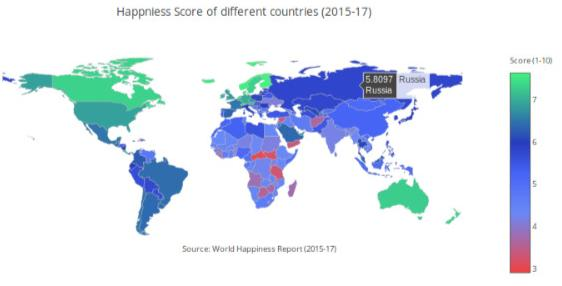 Happniess Score of different countries (2015-17)
Score (1-10)
5.8097 Russia
Russia
7
6
5
4
3
Source: World Happiness Report (2015-17)